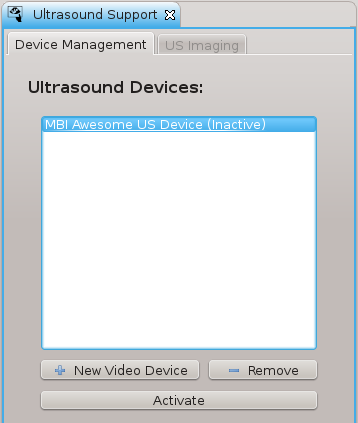 Ultrasound Support
Device Management
US Imaging
Ultrasound Devices:
MBI Awesome US Device (Inactive)
New Video Device
Remove
Activate